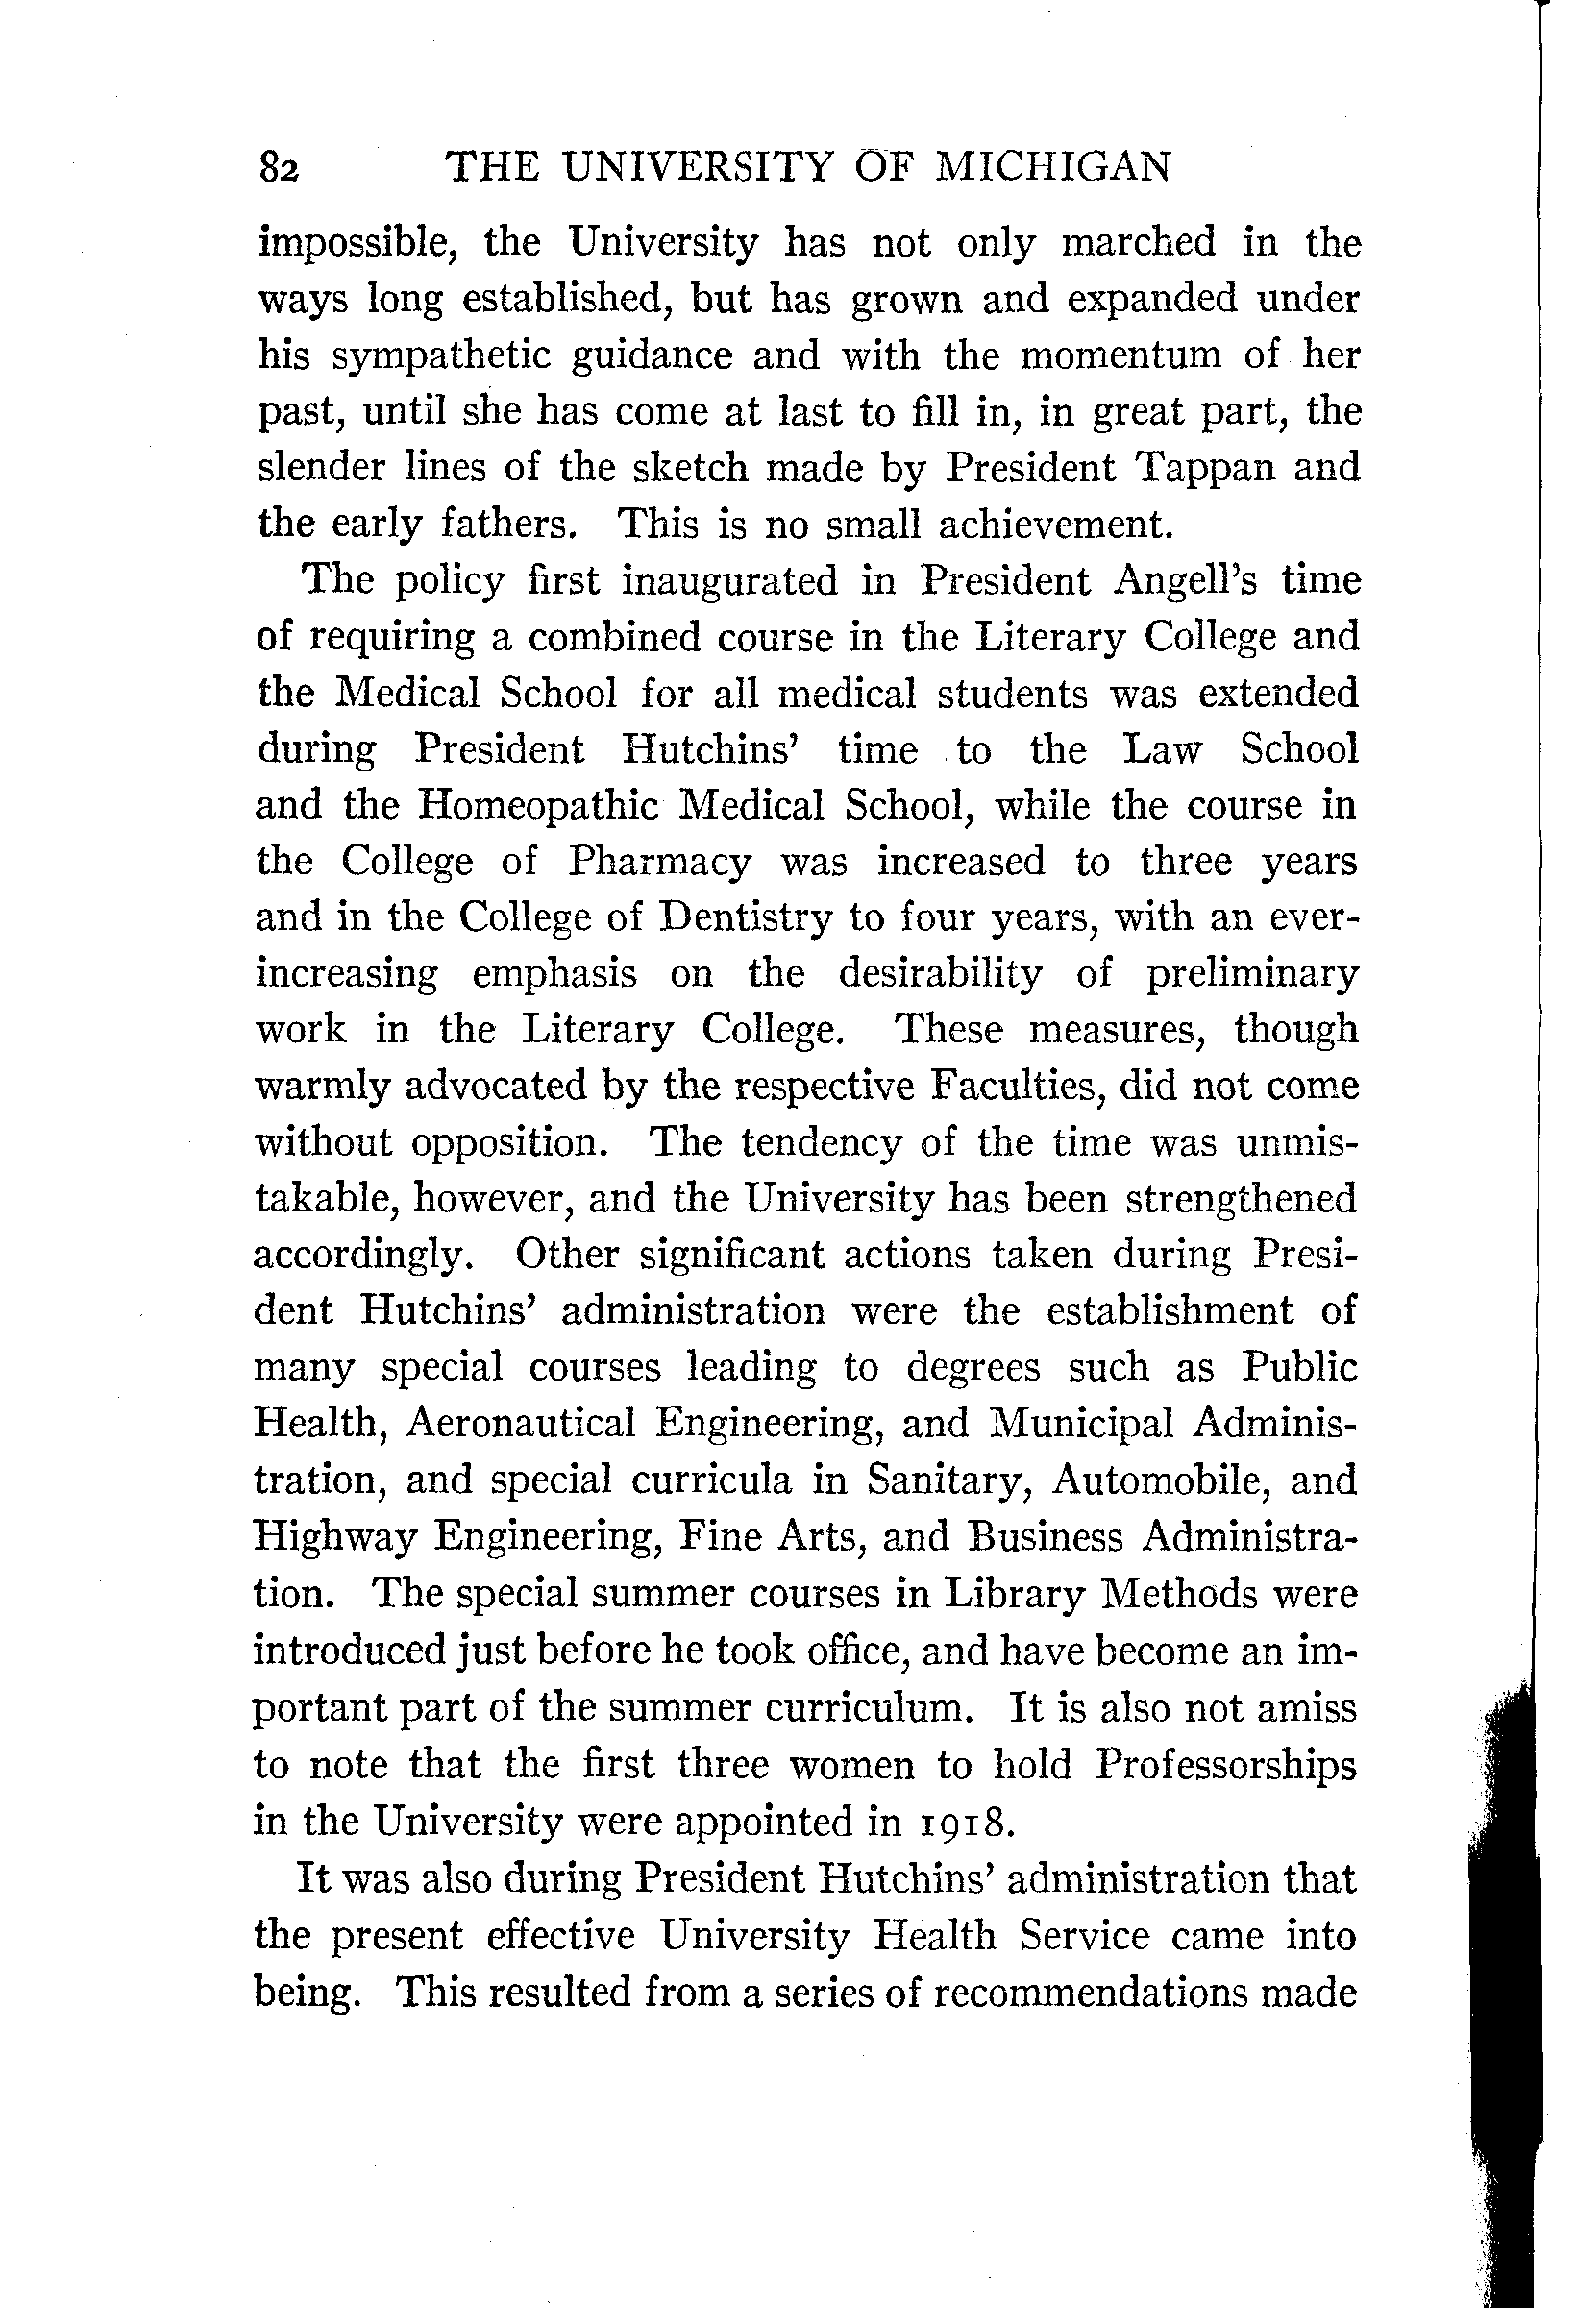 82 THE UNIVERSITY OF MICHIGAN
impossible, the University has not only marched in the
ways long established, but has grown and expanded under
his sympathetic guidance and with the momentum of her
past, until she has come at last to fill in, in great part, the
slender lines of the sketch made by President Tappan and
the early fathers. This is no small achievement.
The policy first inaugurated in President Angell's time
of requiring a combined course in the Literary College and
the Medical School for all medical students was extended
during President Hutchins' time to the Law School
and the Homeopathic Medical School, while the course in
the College of Pharmacy was increased to three years
and in the College of Dentistry to four years, with an ever-
increasing emphasis on the desirability of preliminary
work in the Literary College. These measures, though
warmly advocated by the respective Faculties, did not come
without opposition. The tendency of the time was unmis-
takable, however, and the University has been strengthened
accordingly. Other significant actions taken during Presi-
dent Hutchins' administration were the establishment of
many special courses leading to degrees such as Public
Health, Aeronautical Engineering, and Municipal Adminis-
tration, and special curricula in Sanitary, Automobile, and
Highway Engineering, Fine Arts, and Business Administra-
tion. The special summer courses in Library Methods were
introduced just before he took office, and have become an im-
portant part of the summer curriculum. It is also not amiss
to note that the first three women to hold Professorships
in the University were appointed in 1918.
It was also during President Hutchins' administration that
the present effective University Health Service came into
being. This resulted from a series of recommendations made